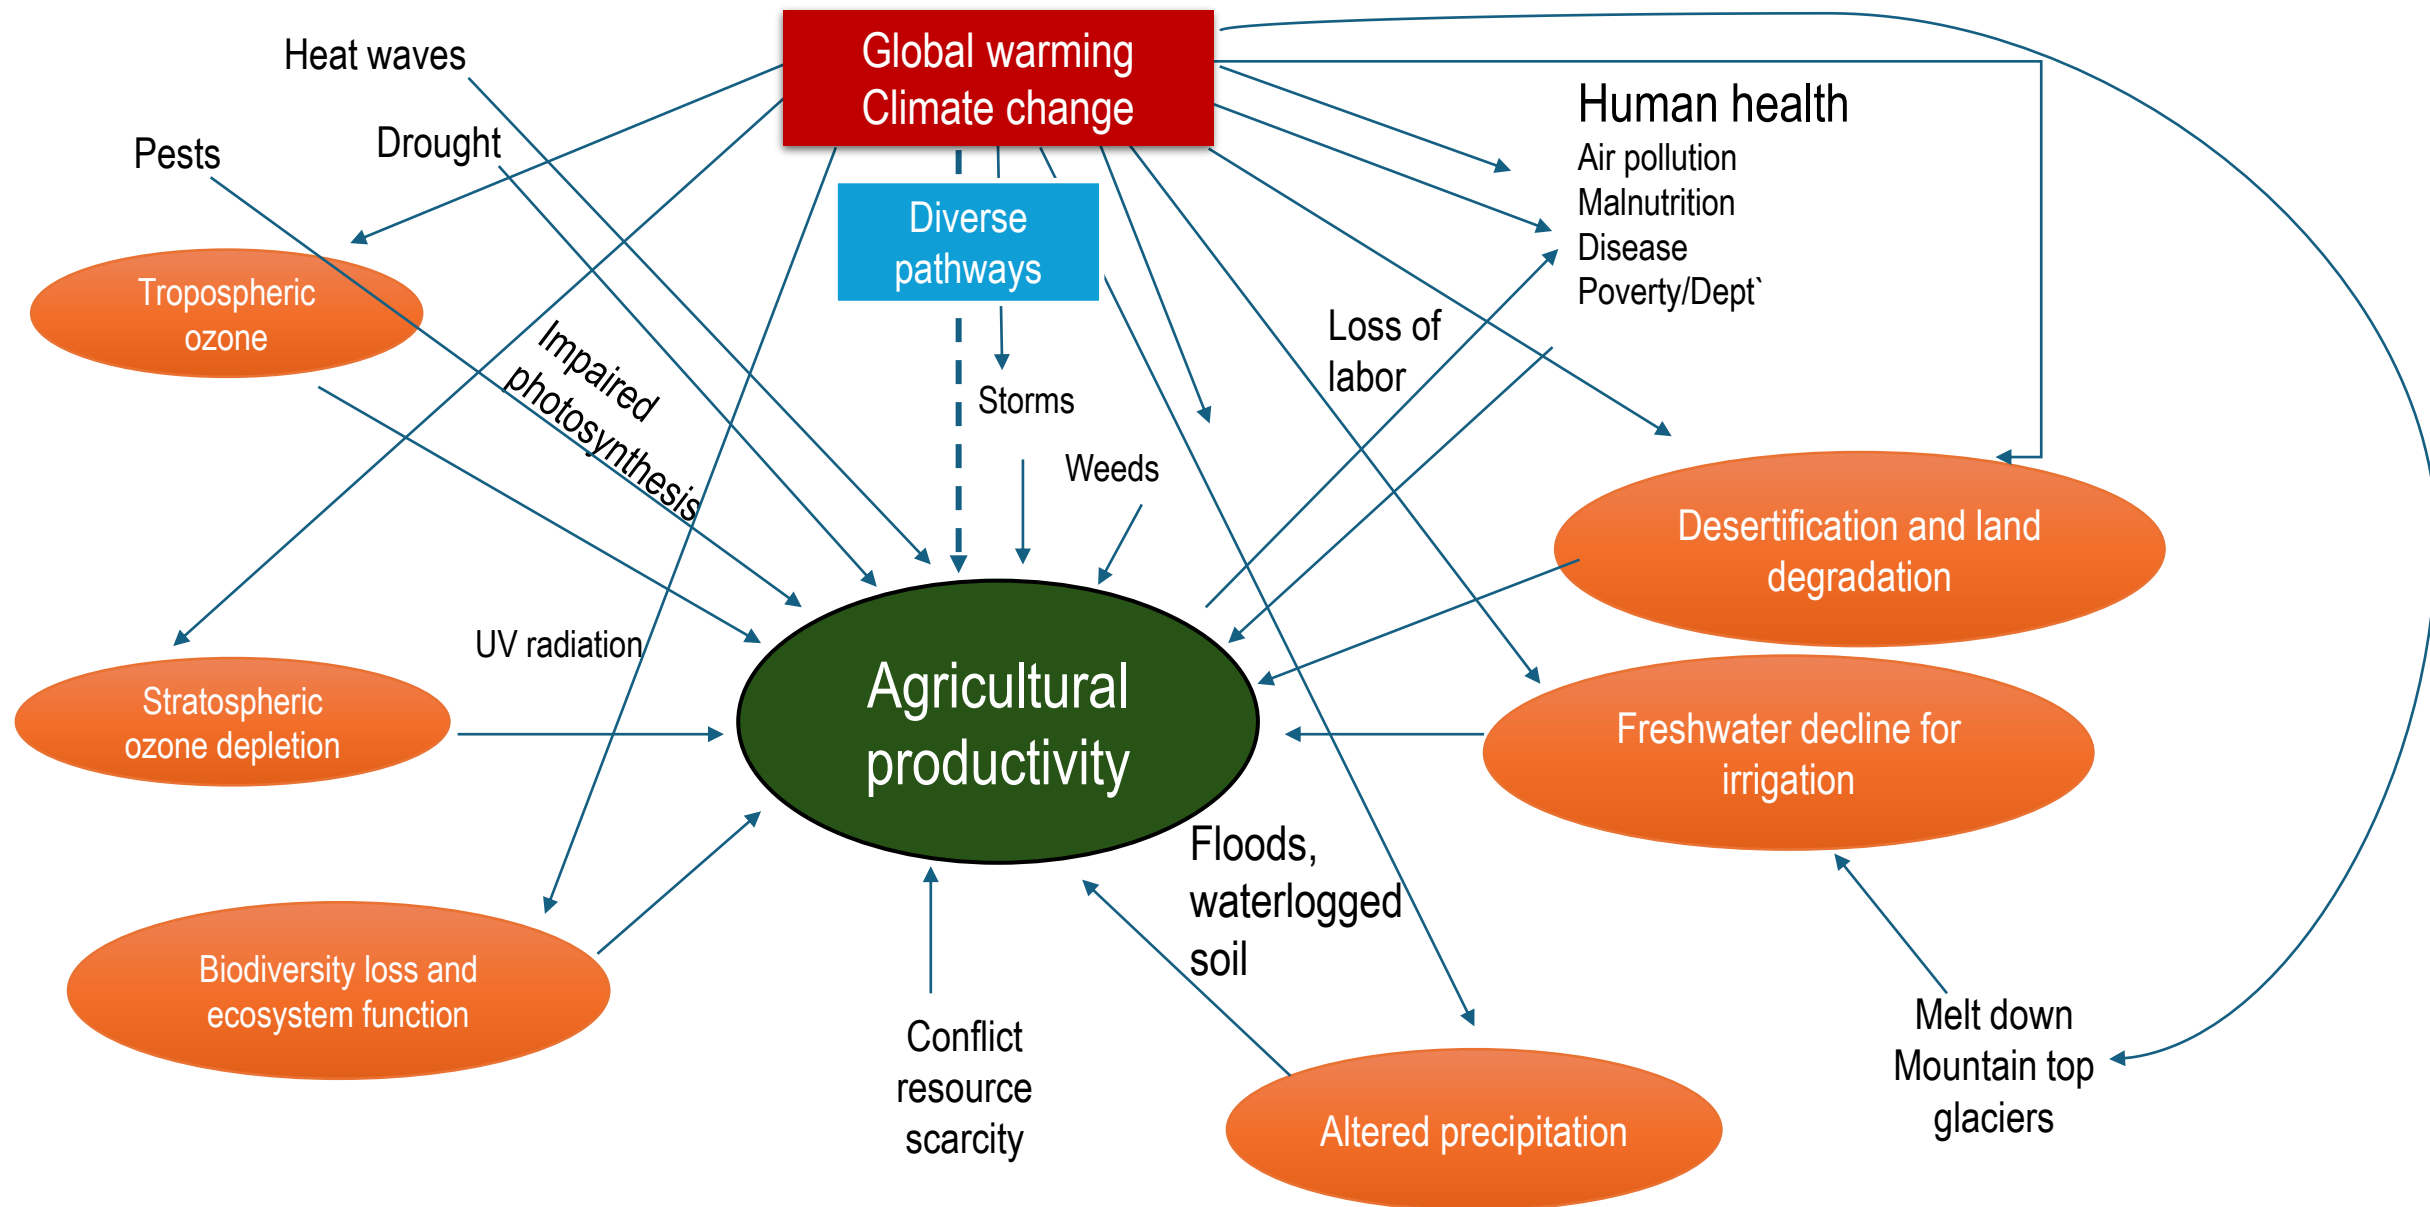 Global warming
Climate change
Heat waves
Human health
Air pollution
Malnutrition
Disease
Poverty/Dept`
Drought
Pests
Diverse
pathways
Tropospheric
ozone
Impaired
photosynthesis
Loss of
labor
Storms
Weeds
Desertification and land
degradation
UV radiation
Stratospheric
ozone depletion
Agricultural
productivity
Freshwater decline for
irrigation
Floods,
waterlogged
soil
Biodiversity loss and
ecosystem function
Conflict
resource
scarcity
Altered precipitation
Melt down
Mountain top
glaciers